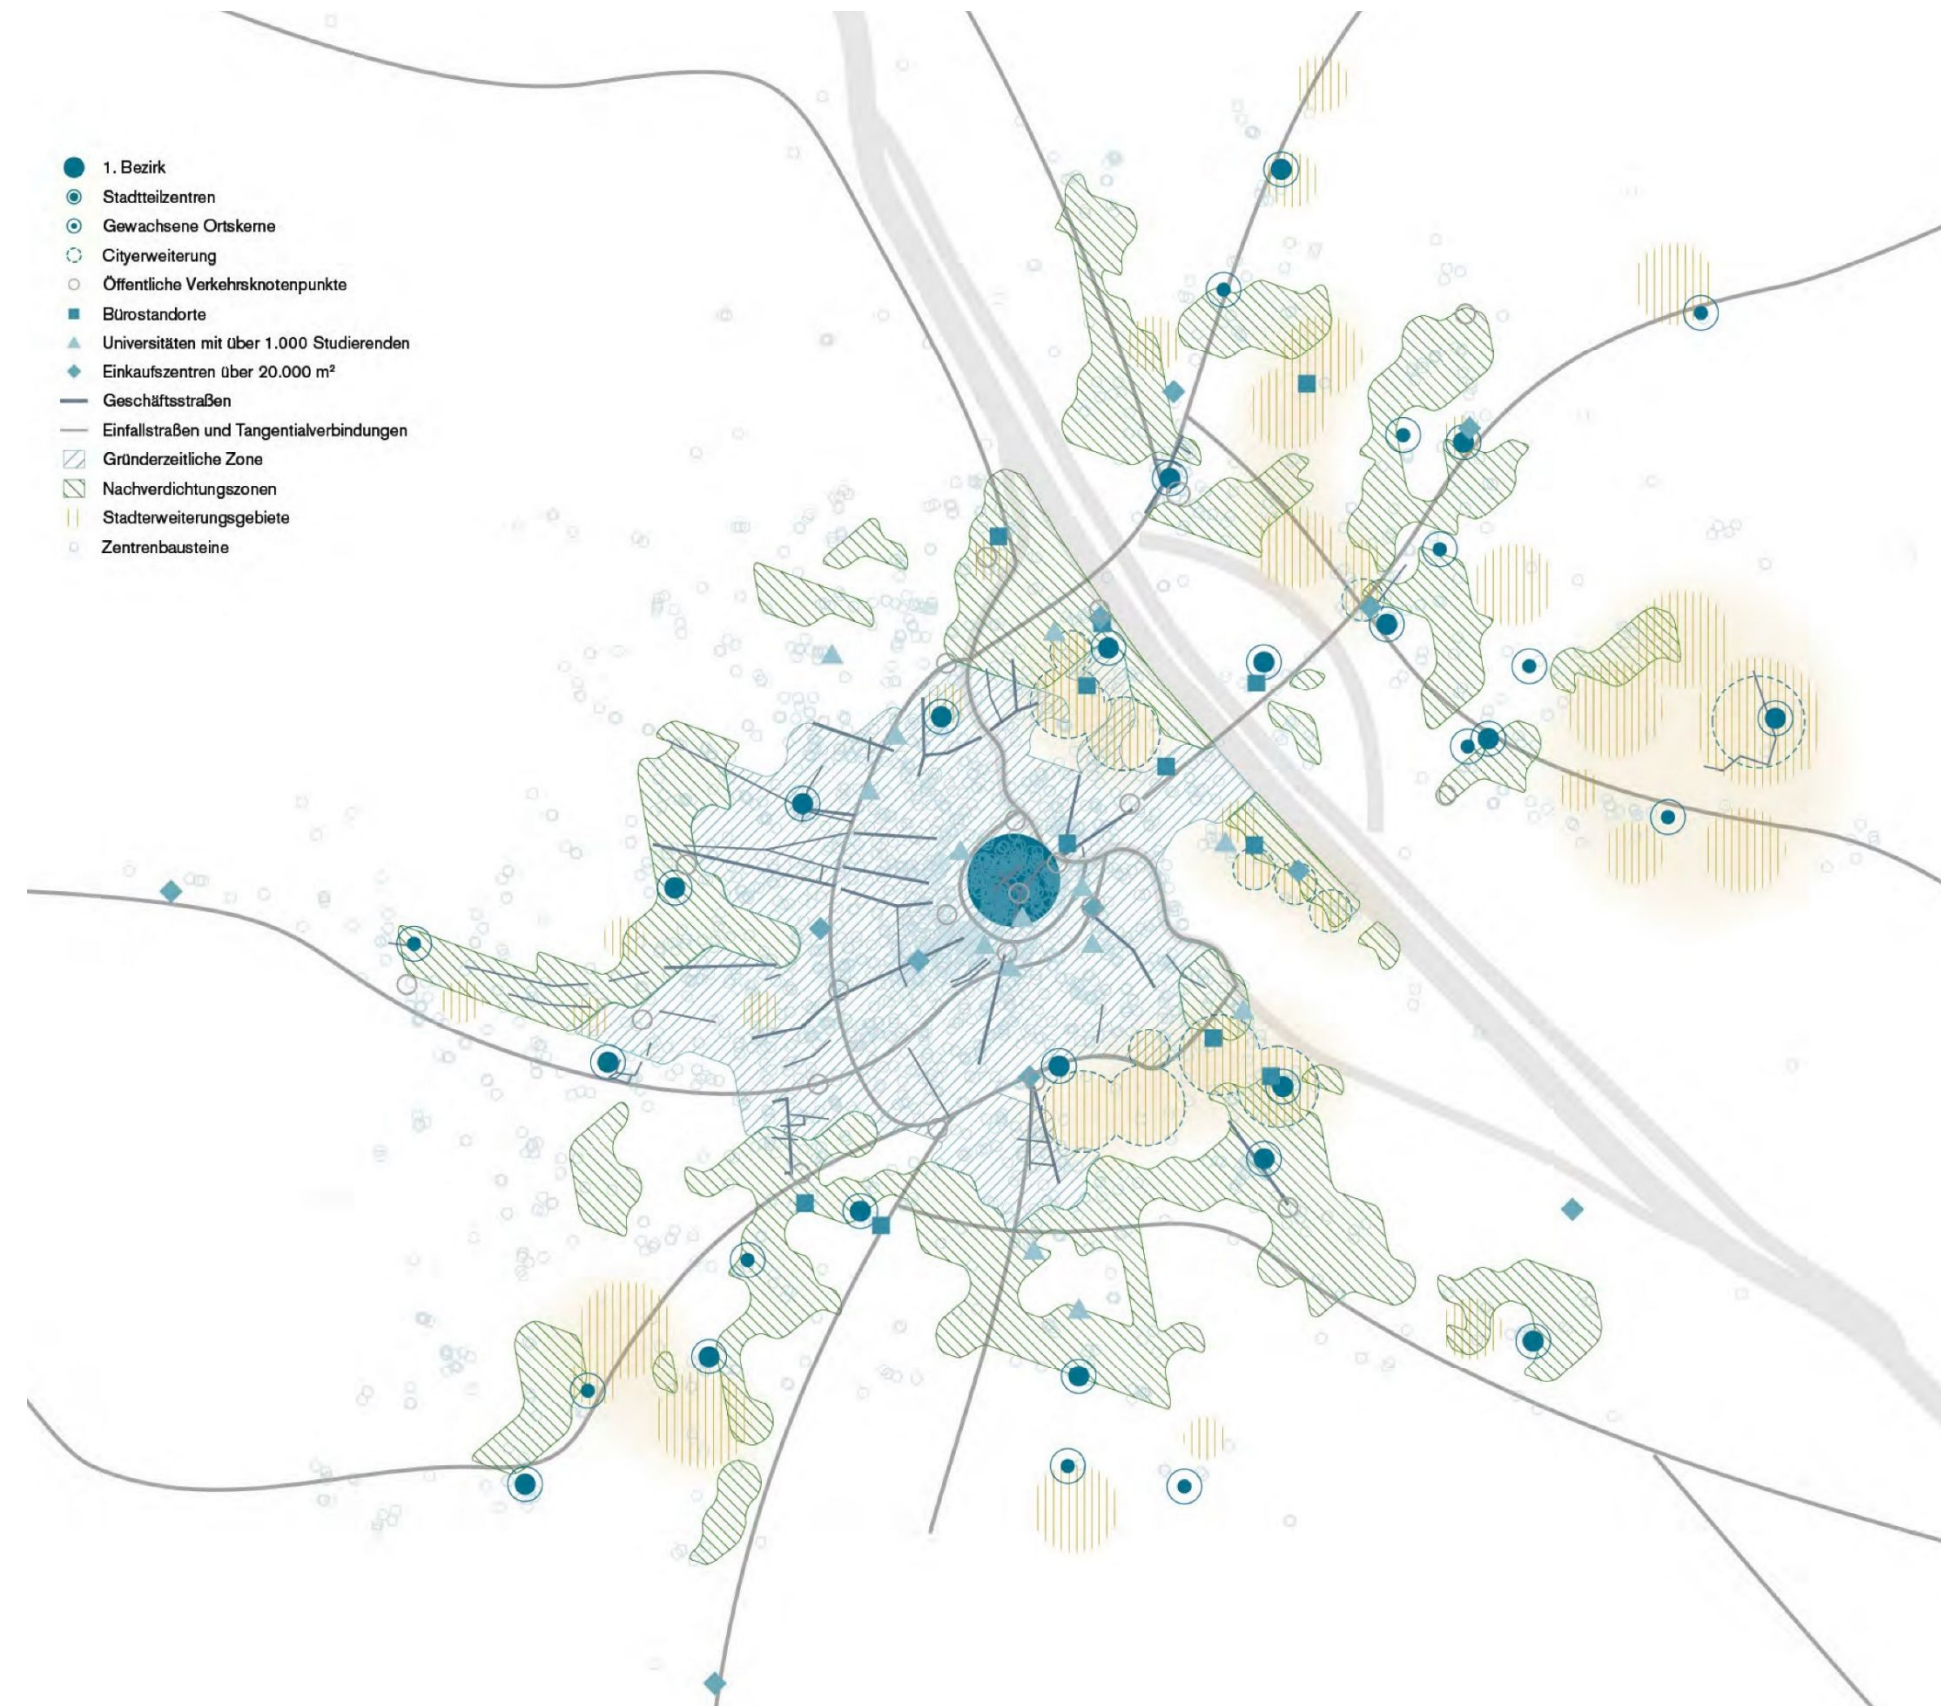 1. Bezirk
Stadtteilzentren
Gewachsene Ortskerne
Cityerweiterung
Öffentliche Verkehrsknotenpunkte
Bürostandorte
Universitäten mit über 1.000 Studierenden
Einkaufszentren über 20.000 m²
Geschäftsstraßen
Einfallstraßen und Tangentialverbindungen
Gründerzeitliche Zone
Nachverdichtungszonen
Stadterweiterungsgebiete
Zentrenbausteine